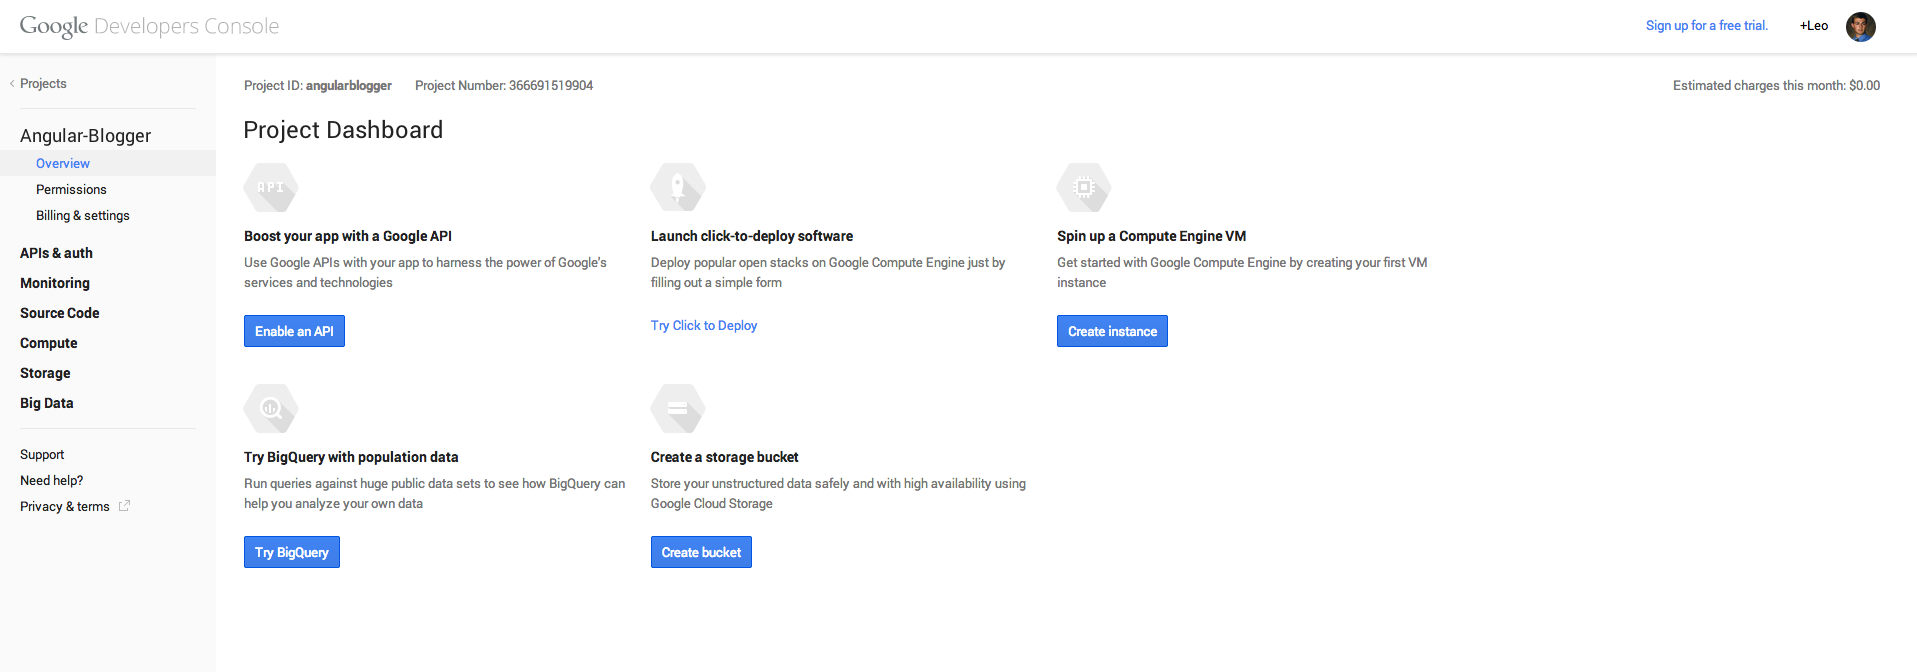 Google Developers Console
Sign up for a free trial.
+Leo
Projects
Angular-Blogger
Overview
Permissions
Billing & settings
APIs & auth
Monitoring
Source Code
Compute
Storage
Big Data
Support
Need help?
Privacy & terms
Project ID: angularblogger
Project Number: 366691519904
Estimated charges this month: $0.00
Project Dashboard
API
Boost your app with a Google API
Use Google APIs with your app to harness the power of Google's
services and technologies
Enable an API
Launch click-to-deploy software
Deploy popular open stacks on Google Compute Engine just by
filling out a simple form
Try Click to Deploy
Spin up a Compute Engine VM
Get started with Google Compute Engine by creating your first VM
instance
Create instance
Try BigQuery with population data
Run queries against huge public data sets to see how BigQuery can
help you analyze your own data
Try BigQuery
Create a storage bucket
Store your unstructured data safely and with high availability using
Google Cloud Storage
Create bucket